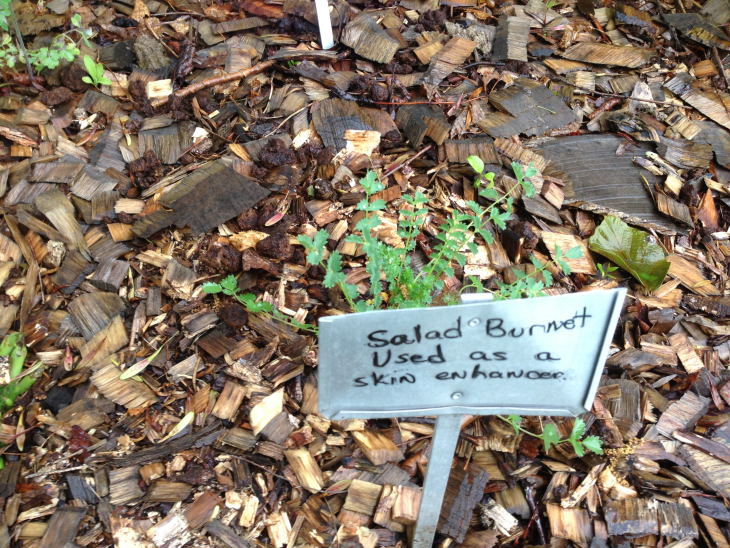 Salad Burnett
Used as a
skin enhancer.